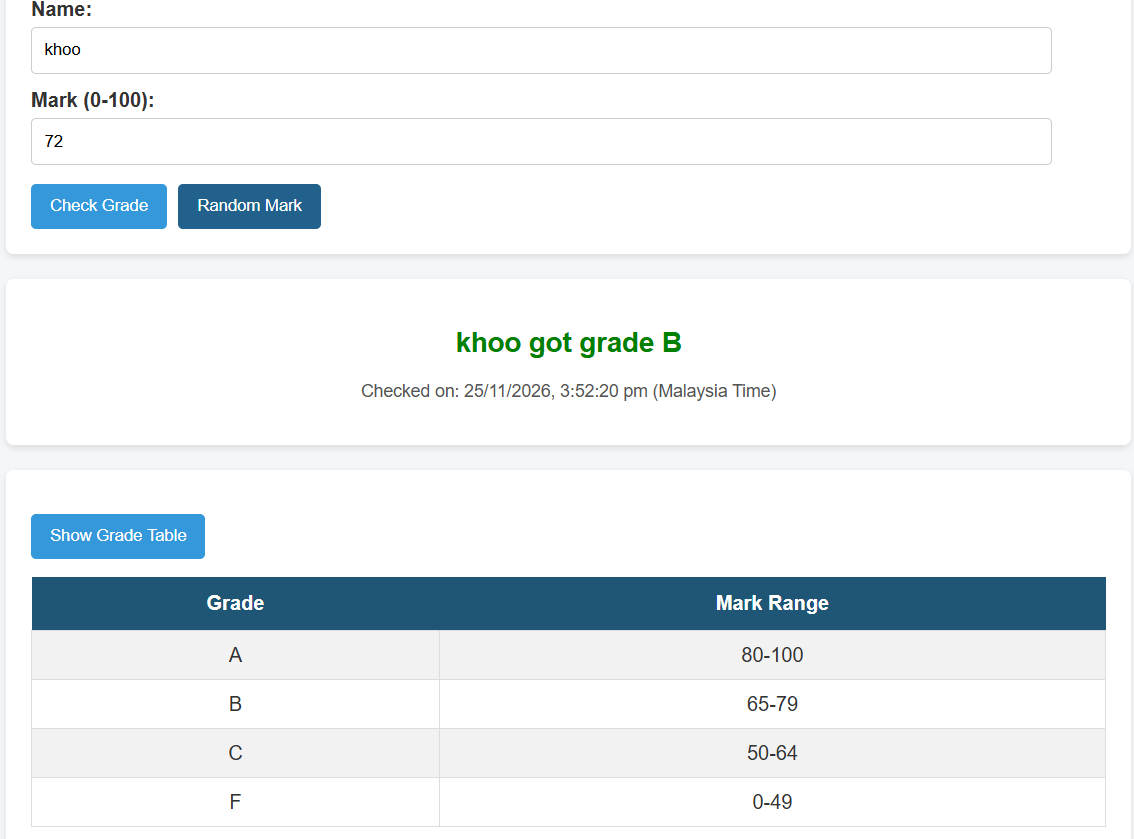 Name:
khoo
Mark (0-100):
72
Check Grade Random Mark
khoo got grade B
Checked on: 25/11/2026, 3:52:20 pm (Malaysia Time)
Show Grade Table
Grade Mark Range
A 80-100
B 65-79
C 50-64
F 0-49